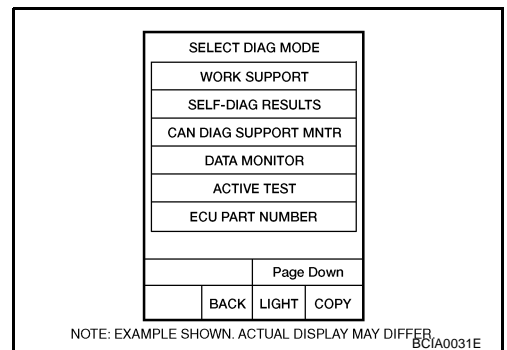 SELECT DIAG MODE
WORK SUPPORT
SELF-DIAG RESULTS
CAN DIAG SUPPORT MNTR
DATA MONITOR
ACTIVE TEST
ECU PART NUMBER
Page Down
BACK LIGHT COPY
NOTE: EXAMPLE SHOWN. ACTUAL DISPLAY MAY DIFFER.
BCIA0031E